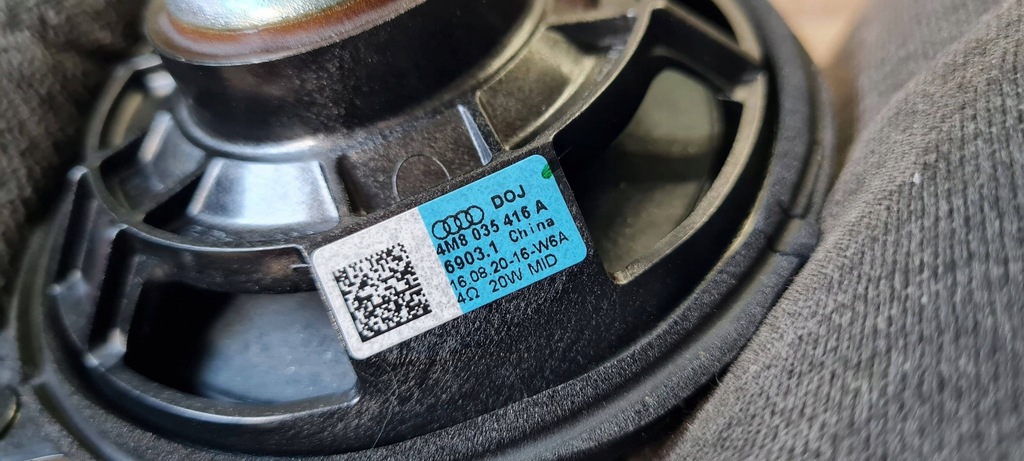 DOJ
4M8 035 416 A
6903.1 China
16.08.20-16-W6A
4Ω 20W MID